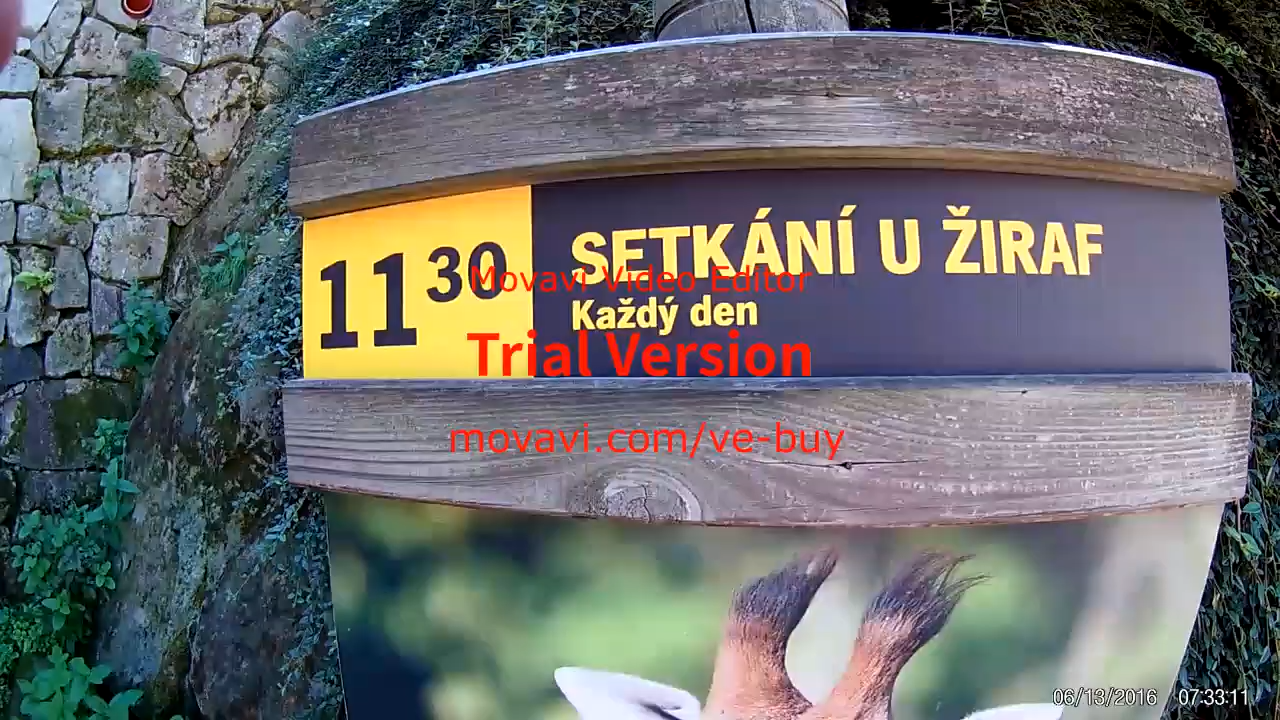 11 30
SETKÁNÍ U ŽIRAF
Každý den
Movavi Video Editor
Trial Version
movavi.com/ve-buy
06/13/2016 07:33:11